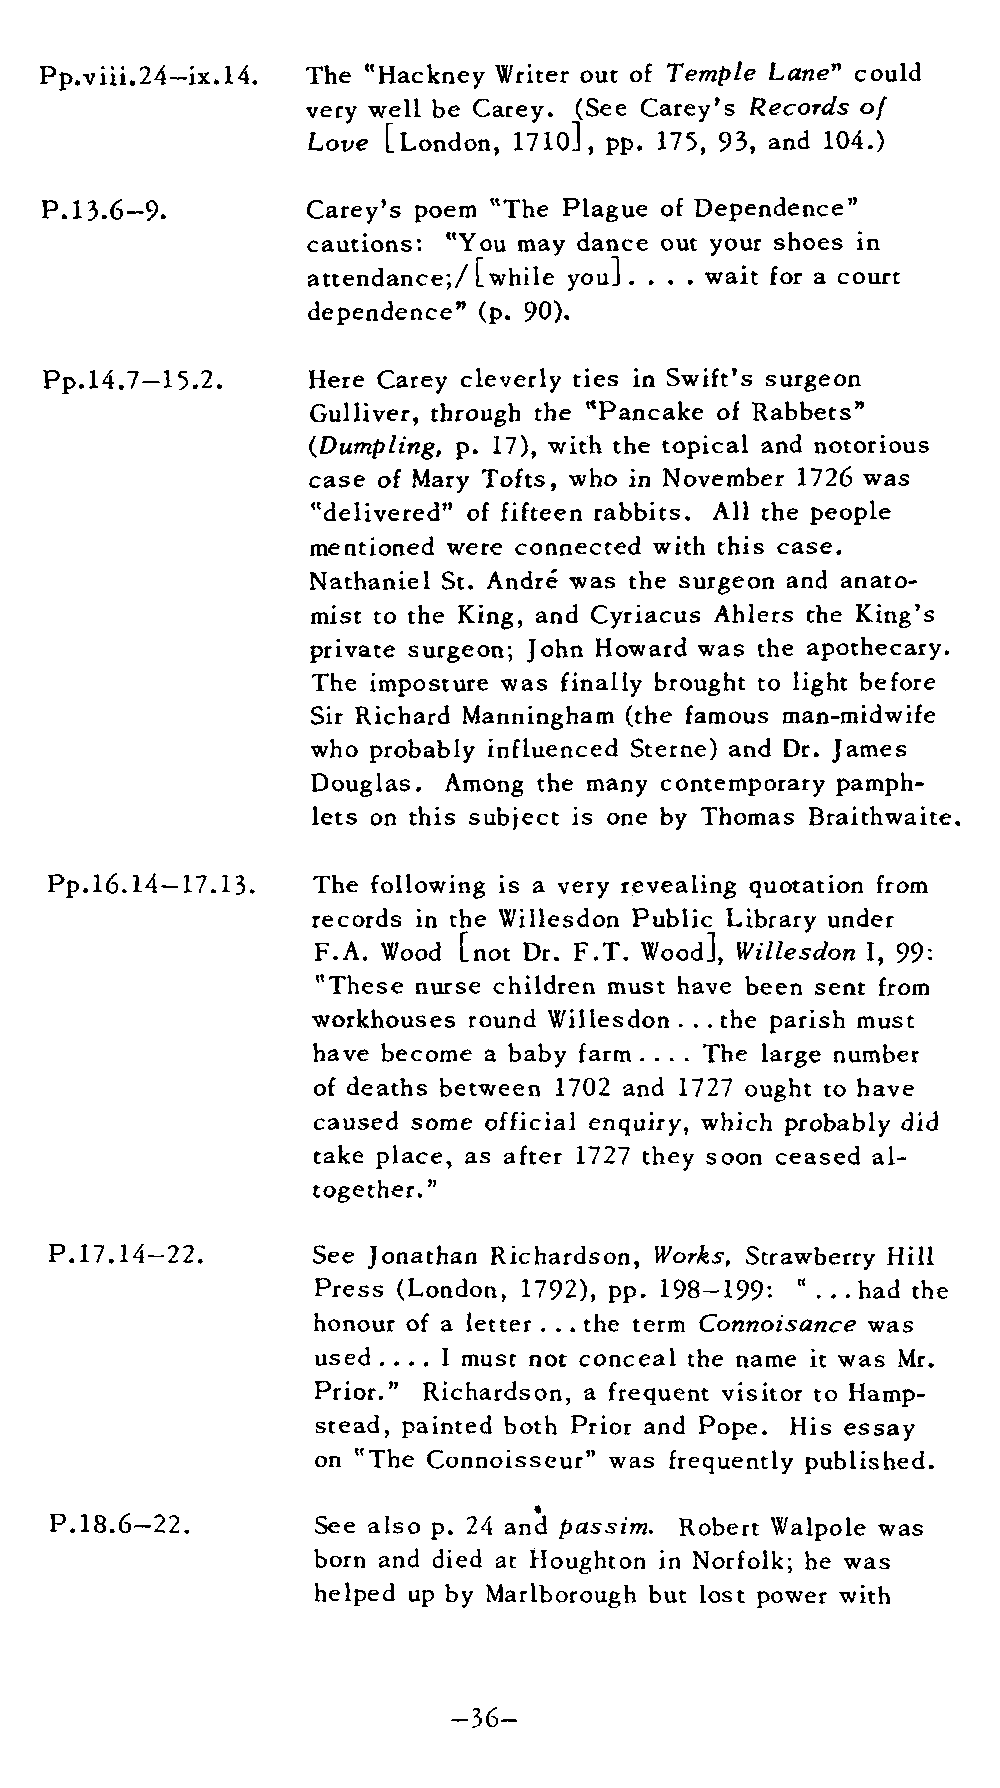 Pp.viii.24–ix.14. The "Hackney Writer out of Temple Lane" could
very well be Carey. (See Carey's Records of
Love [London, 1710], pp. 175, 93, and 104.)
P.13.6–9. Carey's poem "The Plague of Dependence"
cautions: "You may dance out your shoes in
attendance;/[while you]. . . . wait for a court
dependence" (p. 90).
Pp.14.7–15.2. Here Carey cleverly ties in Swift's surgeon
Gulliver, through the "Pancake of Rabbets"
(Dumpling, p. 17), with the topical and notorious
case of Mary Tofts, who in November 1726 was
"delivered" of fifteen rabbits. All the people
mentioned were connected with this case.
Nathaniel St. André was the surgeon and anato-
mist to the King, and Cyriacus Ahlers the King's
private surgeon; John Howard was the apothecary.
The imposture was finally brought to light before
Sir Richard Manningham (the famous man-midwife
who probably influenced Sterne) and Dr. James
Douglas. Among the many contemporary pamph-
lets on this subject is one by Thomas Braithwaite.
Pp.16.14–17.13. The following is a very revealing quotation from
records in the Willesdon Public Library under
F.A. Wood [not Dr. F.T. Wood], Willesdon I, 99:
"These nurse children must have been sent from
workhouses round Willesdon . . . the parish must
have become a baby farm . . . . The large number
of deaths between 1702 and 1727 ought to have
caused some official enquiry, which probably did
take place, as after 1727 they soon ceased al-
together."
P.17.14–22. See Jonathan Richardson, Works, Strawberry Hill
Press (London, 1792), pp. 198–199: " . . . had the
honour of a letter . . . the term Connoisance was
used . . . . I must not conceal the name it was Mr.
Prior." Richardson, a frequent visitor to Hamp-
stead, painted both Prior and Pope. His essay
on "The Connoisseur" was frequently published.
P.18.6–22. See also p. 24 and passim. Robert Walpole was
born and died at Houghton in Norfolk; he was
helped up by Marlborough but lost power with
–36–